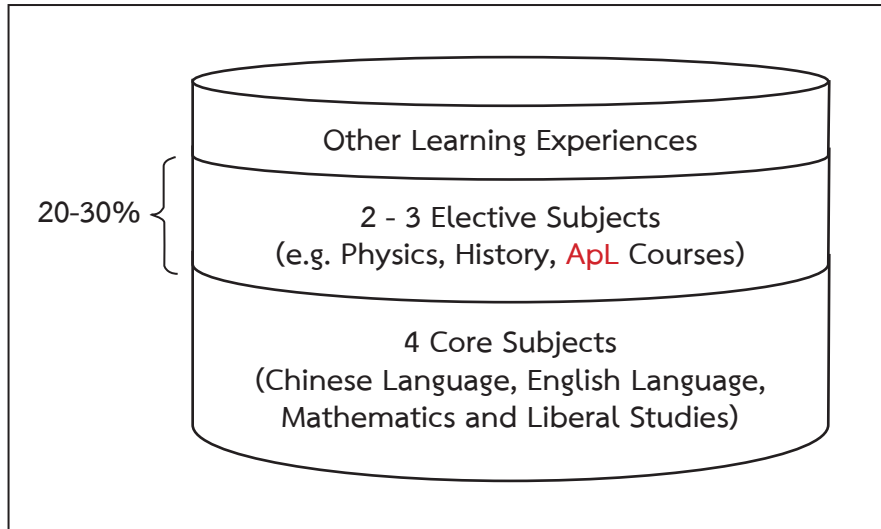 Other Learning Experiences
20-30%
2 - 3 Elective Subjects
(e.g. Physics, History, ApL Courses)
4 Core Subjects
(Chinese Language, English Language,
Mathematics and Liberal Studies)